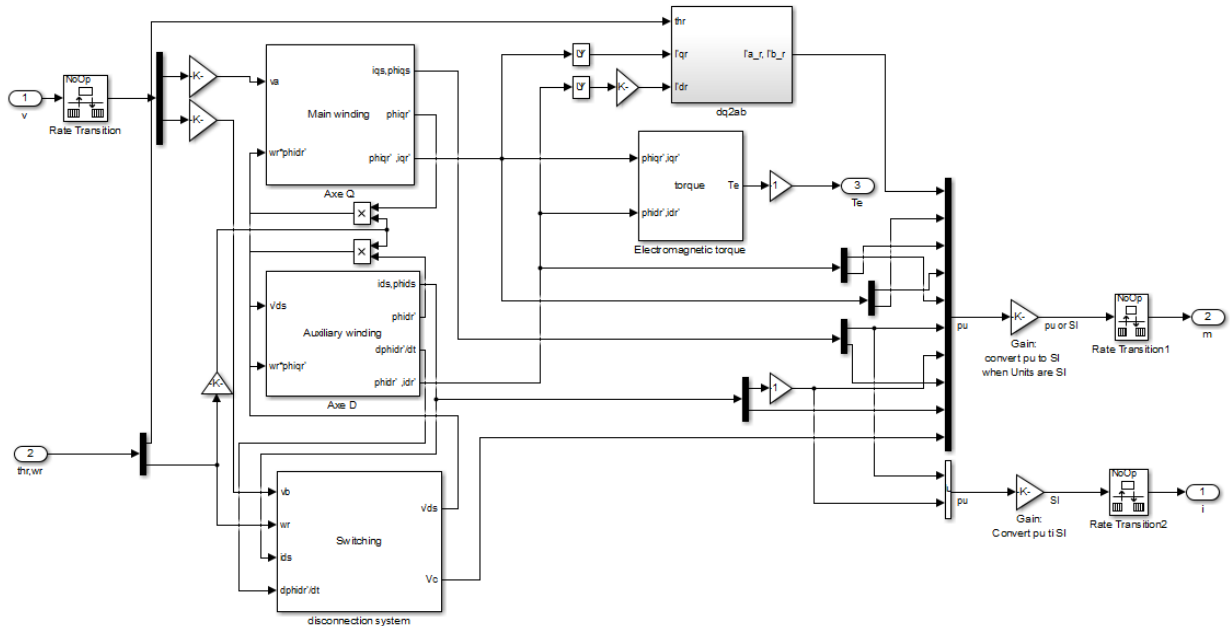 1
v
NoOp
Rate Transition
-K-
-K-
va
wr*phidr'
Main winding
iqs,phiqs
phiqr'
phiqr' ,iqr'
Axe Q
×
×
√ds
wr*phiqr'
Auxiliary winding
ids,phids
phidr'
dphidr'/dt
phidr' ,idr'
Axe D
-K-
2
thr,wr
vb
wr
ids
dphidr'/dt
Switching
√ds
Vc
disconnection system
-K-
thr
I'qr
I'dr
I'a_r, I'b_r
dq2ab
phiqr',iqr'
phidr',idr'
torque
Te
Electromagnetic torque
-1
3
Te
-1
pu
-K-
Gain:
convert pu to SI
when Units are SI
pu or SI
NoOp
Rate Transition1
2
m
pu
-K-
Gain:
Convert pu ti SI
SI
NoOp
Rate Transition2
1
i